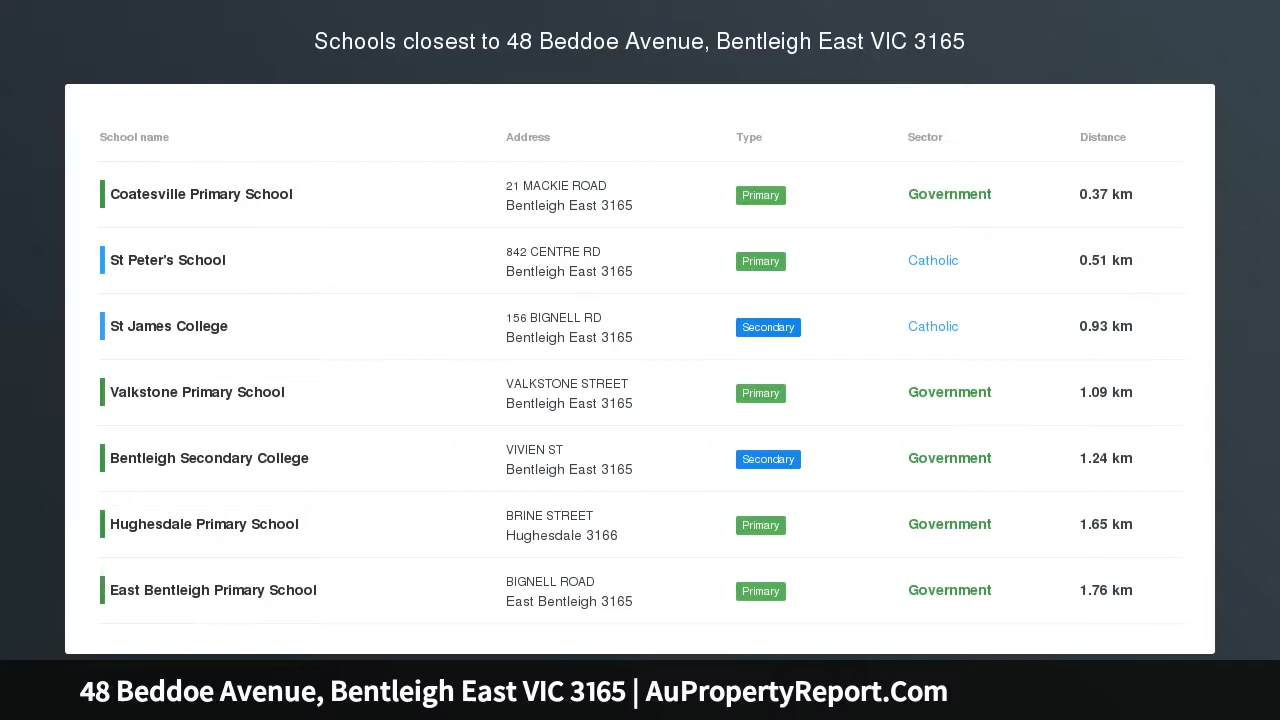 Schools closest to 48 Beddoe Avenue, Bentleigh East VIC 3165
School name Address Type Sector Distance
Coatesville Primary School 21 MACKIE ROAD Primary Government 0.37 km
Bentleigh East 3165
St Peter's School 842 CENTRE RD Primary Catholic 0.51 km
Bentleigh East 3165
St James College 156 BIGNELL RD Secondary Catholic 0.93 km
Bentleigh East 3165
Valkstone Primary School VALKSTONE STREET Primary Government 1.09 km
Bentleigh East 3165
Bentleigh Secondary College VIVIEN ST Secondary Government 1.24 km
Bentleigh East 3165
Hughesdale Primary School BRINE STREET Primary Government 1.65 km
Hughesdale 3166
East Bentleigh Primary School BIGNELL ROAD Primary Government 1.76 km
East Bentleigh 3165
48 Beddoe Avenue, Bentleigh East VIC 3165 | AuPropertyReport.Com